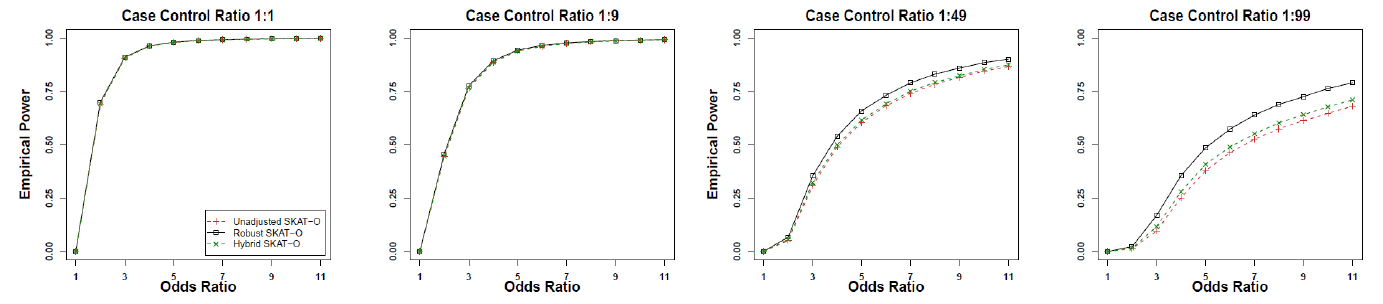 Case Control Ratio 1:1
Empirical Power
0.00 0.25 0.50 0.75 1.00
Unadjusted SKAT−O
Robust SKAT−O
Hybrid SKAT−O
1 3 5 7 9 11
Odds Ratio
Case Control Ratio 1:9
Empirical Power
0.00 0.25 0.50 0.75 1.00
1 3 5 7 9 11
Odds Ratio
Case Control Ratio 1:49
Empirical Power
0.00 0.25 0.50 0.75 1.00
1 3 5 7 9 11
Odds Ratio
Case Control Ratio 1:99
Empirical Power
0.00 0.25 0.50 0.75 1.00
1 3 5 7 9 11
Odds Ratio